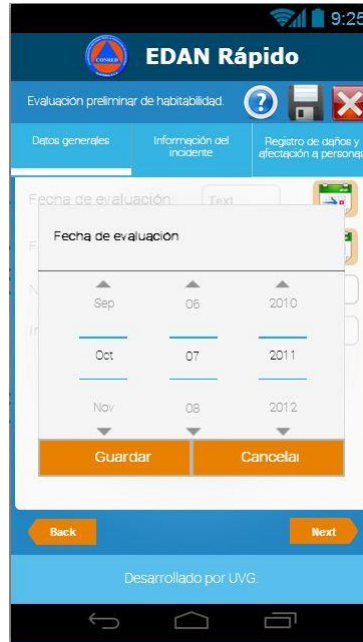 9:25
CONRED
EDAN Rápido
Evaluación preliminar de habitabilidad.
?
Datos generales
Información del
incidente
Registro de daños y
afectación a personas
Fecha de evaluación:
Text
Fecha de evaluación
Sep
06
2010
Oct
07
2011
Nov
08
2012
Guardar
Cancelar
Back
Next
Desarrollado por UVG.